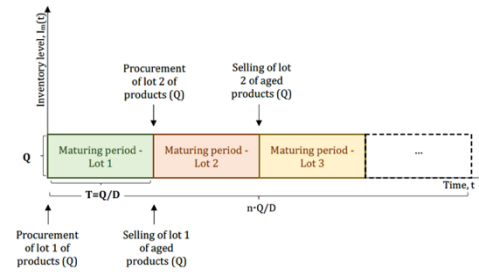 Inventory level, Iₘ(t)
Procurement
of lot 2 of
products (Q)
Selling of lot
2 of aged
products (Q)
Q
Maturing period -
Lot 1
Maturing period -
Lot 2
Maturing period -
Lot 3
...
Time, t
T=Q/D
n·Q/D
Procurement
of lot 1 of
products (Q)
Selling of lot 1
of aged
products (Q)